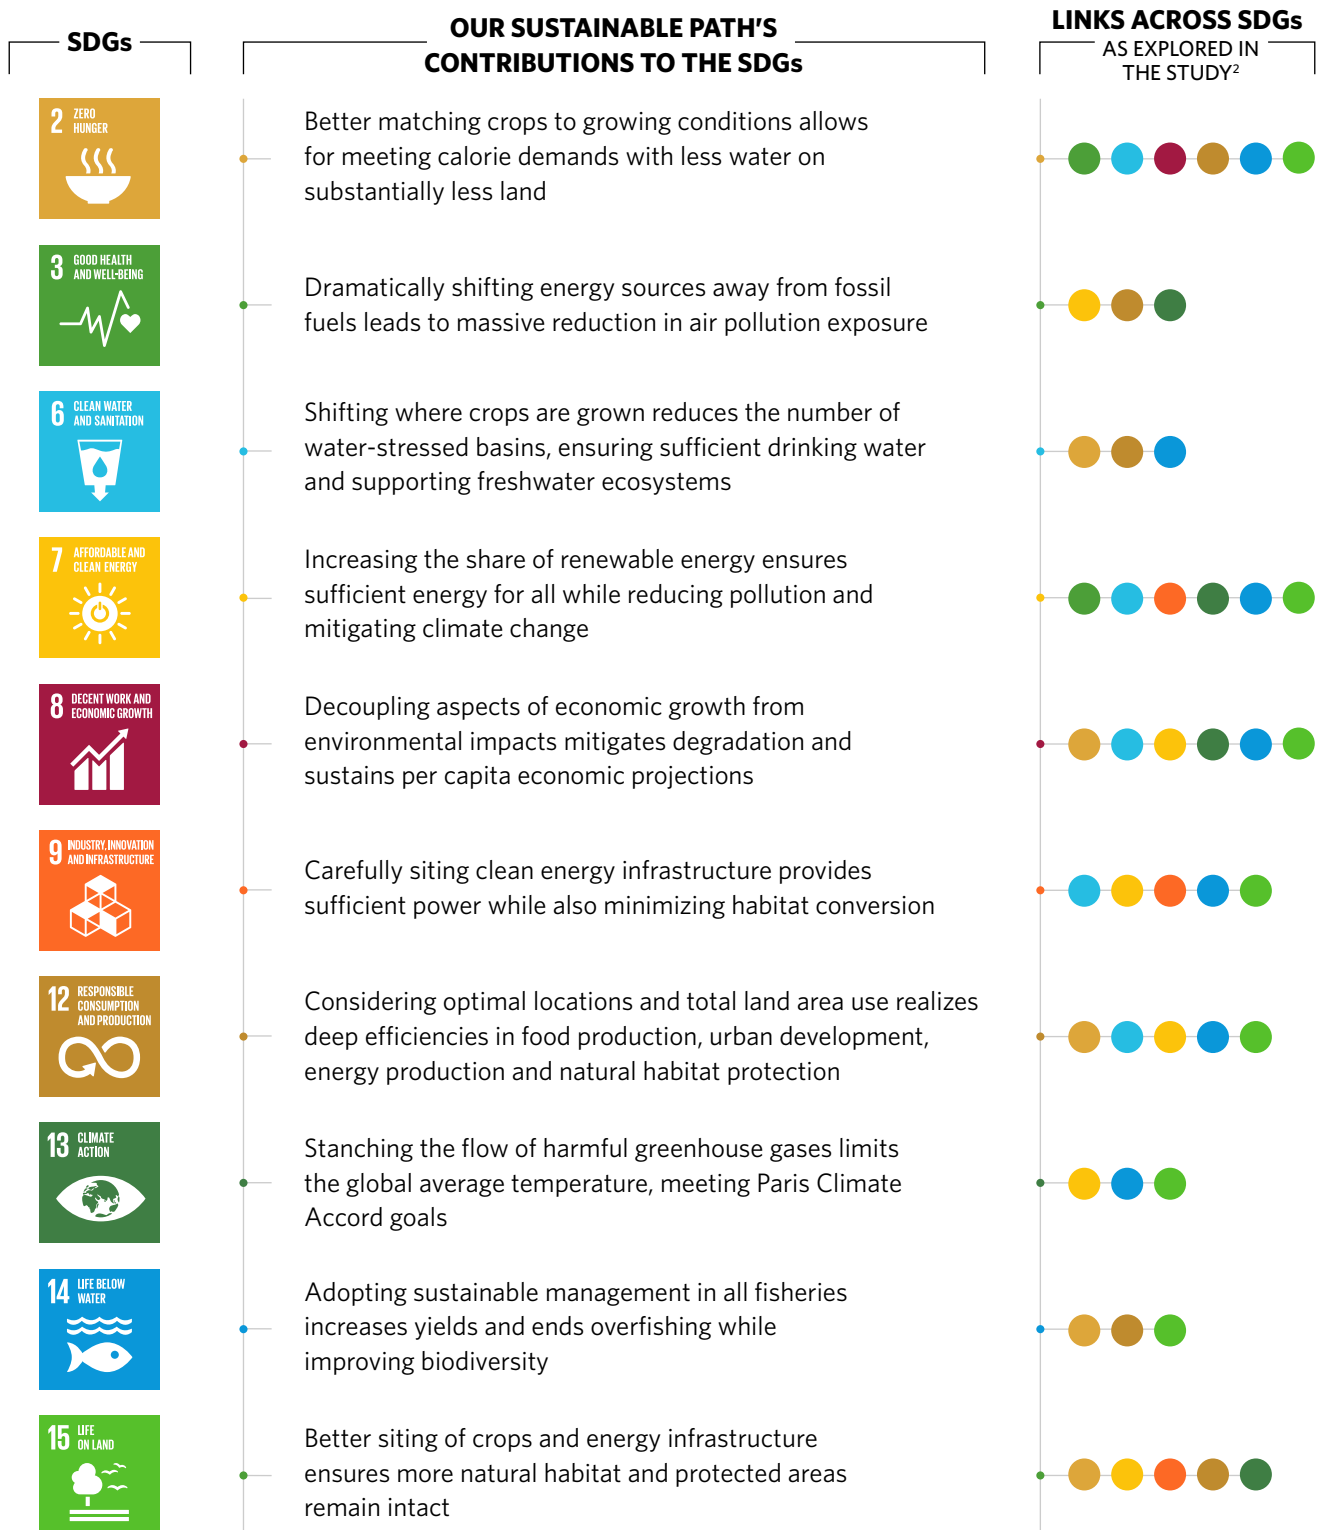 SDGs
OUR SUSTAINABLE PATH'S
CONTRIBUTIONS TO THE SDGs
LINKS ACROSS SDGs
AS EXPLORED IN
THE STUDY²
2 ZERO
HUNGER
Better matching crops to growing conditions allows
for meeting calorie demands with less water on
substantially less land
3 GOOD HEALTH
AND WELL-BEING
Dramatically shifting energy sources away from fossil
fuels leads to massive reduction in air pollution exposure
6 CLEAN WATER
AND SANITATION
Shifting where crops are grown reduces the number of
water-stressed basins, ensuring sufficient drinking water
and supporting freshwater ecosystems
7 AFFORDABLE AND
CLEAN ENERGY
Increasing the share of renewable energy ensures
sufficient energy for all while reducing pollution and
mitigating climate change
8 DECENT WORK AND
ECONOMIC GROWTH
Decoupling aspects of economic growth from
environmental impacts mitigates degradation and
sustains per capita economic projections
9 INDUSTRY, INNOVATION
AND INFRASTRUCTURE
Carefully siting clean energy infrastructure provides
sufficient power while also minimizing habitat conversion
12 RESPONSIBLE
CONSUMPTION
AND PRODUCTION
Considering optimal locations and total land area use realizes
deep efficiencies in food production, urban development,
energy production and natural habitat protection
13 CLIMATE
ACTION
Stanching the flow of harmful greenhouse gases limits
the global average temperature, meeting Paris Climate
Accord goals
14 LIFE BELOW
WATER
Adopting sustainable management in all fisheries
increases yields and ends overfishing while
improving biodiversity
15 LIFE
ON LAND
Better siting of crops and energy infrastructure
ensures more natural habitat and protected areas
remain intact